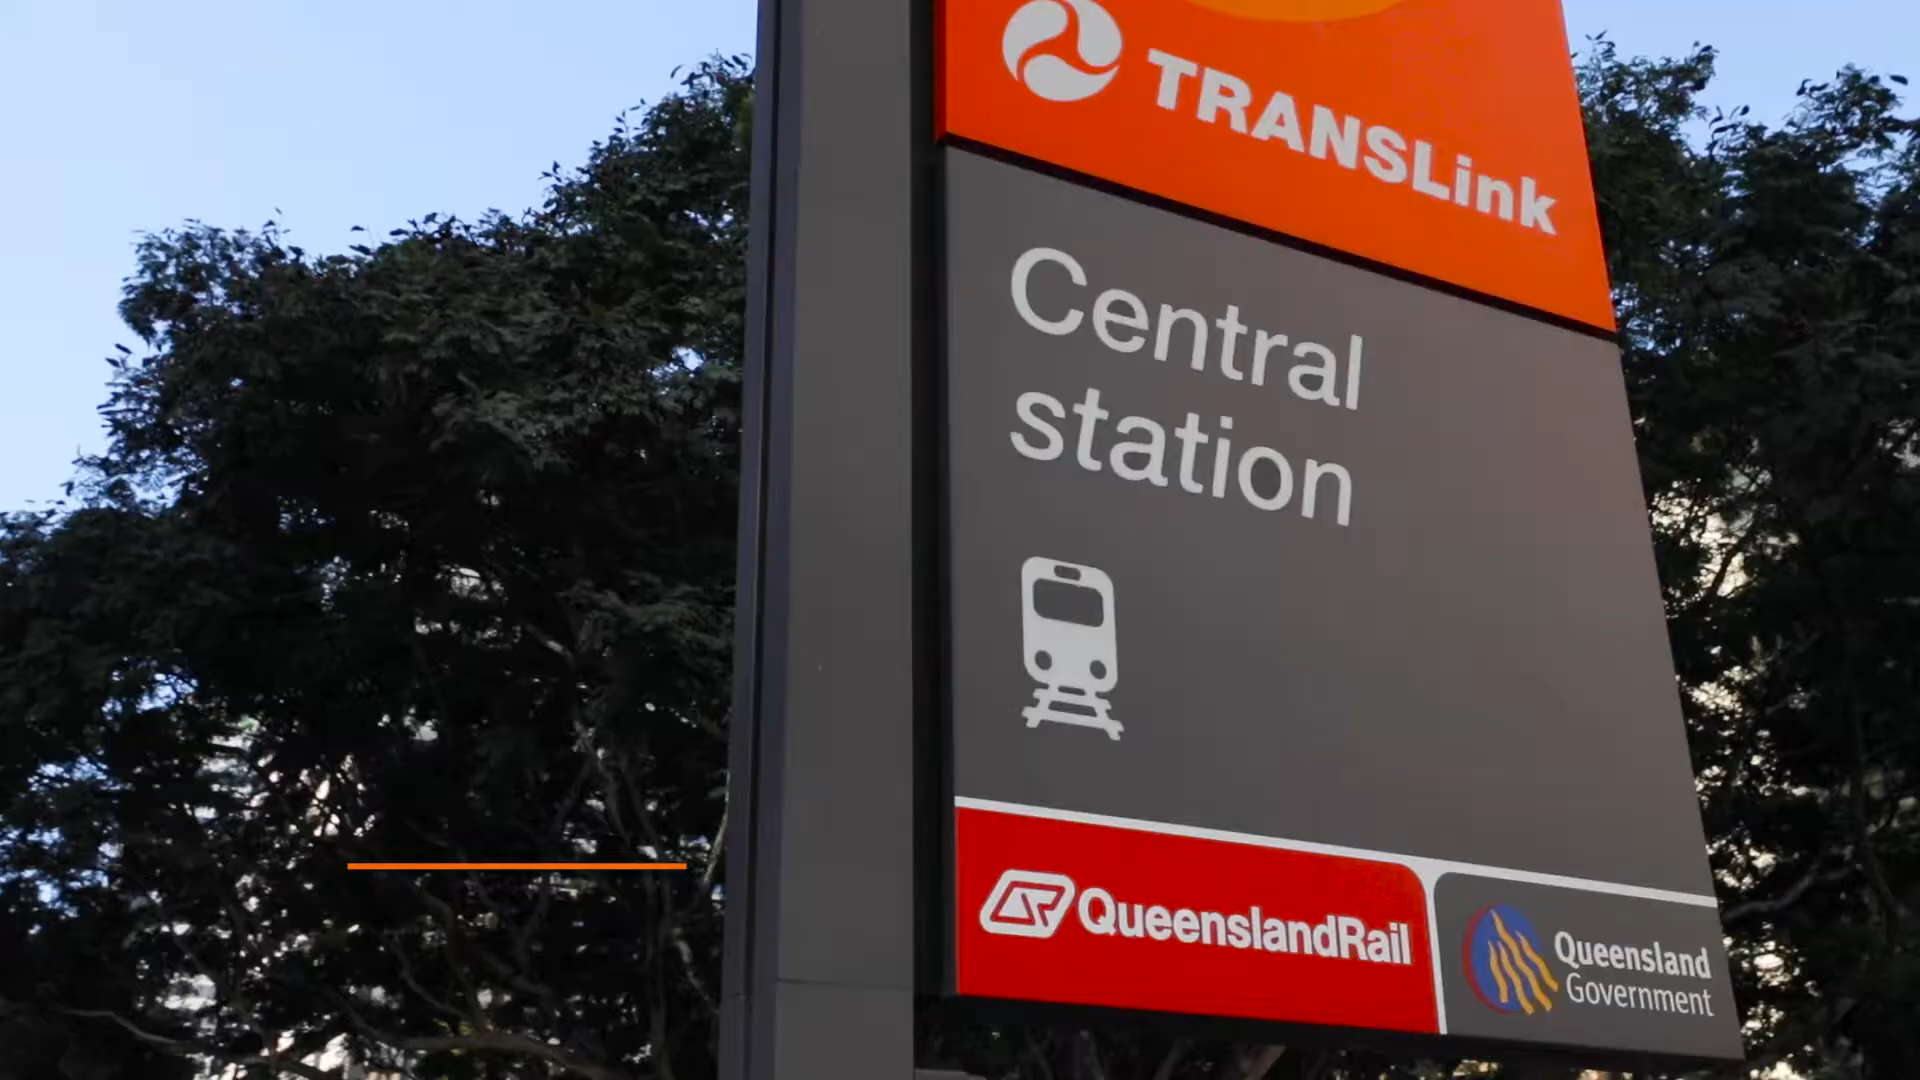 TRANSLink
Central
station
QueenslandRail
Queensland
Government